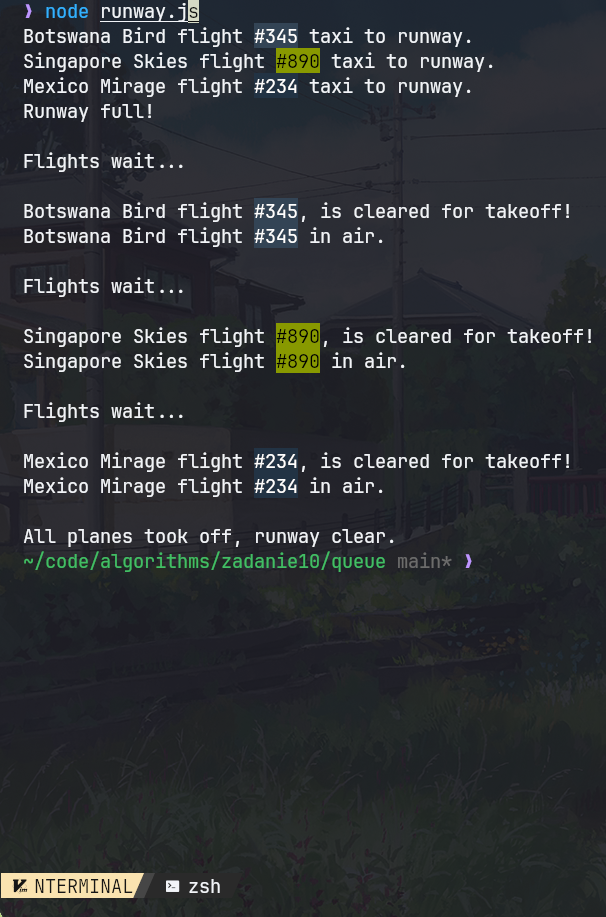 ❯ node runway.js
Botswana Bird flight #345 taxi to runway.
Singapore Skies flight #890 taxi to runway.
Mexico Mirage flight #234 taxi to runway.
Runway full!
Flights wait...
Botswana Bird flight #345, is cleared for takeoff!
Botswana Bird flight #345 in air.
Flights wait...
Singapore Skies flight #890, is cleared for takeoff!
Singapore Skies flight #890 in air.
Flights wait...
Mexico Mirage flight #234, is cleared for takeoff!
Mexico Mirage flight #234 in air.
All planes took off, runway clear.
~/code/algorithms/zadanie10/queue main* ❯
NTERMINAL zsh